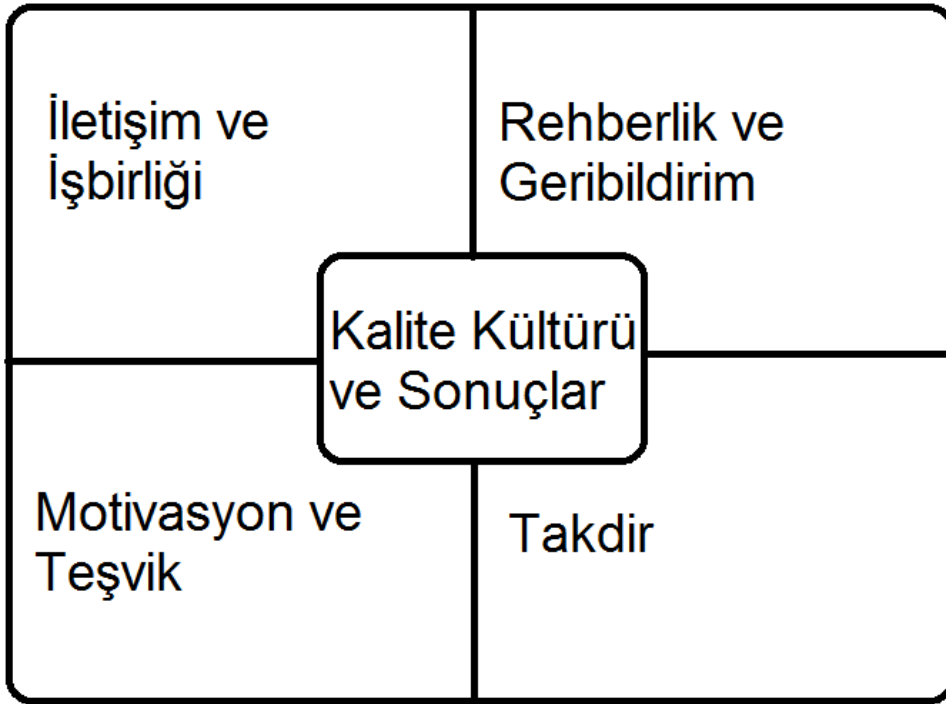 İletişim ve
İşbirliği
Rehberlik ve
Geribildirim
Kalite Kültürü
ve Sonuçlar
Motivasyon ve
Teşvik
Takdir